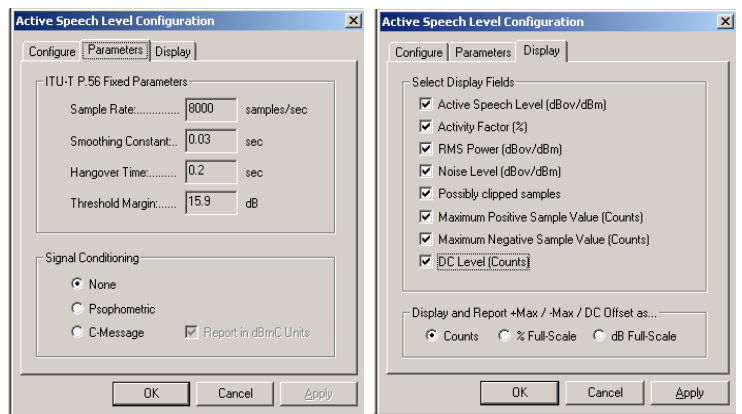 Active Speech Level Configuration
Configure Parameters Display
ITU-T P.56 Fixed Parameters
Sample Rate:............. 8000 samples/sec
Smoothing Constant:.. 0.03 sec
Hangover Time:......... 0.2 sec
Threshold Margin:...... 15.9 dB
Signal Conditioning
None
Psophometric
C-Message Report in dBmC Units
OK Cancel Apply
Active Speech Level Configuration
Configure Parameters Display
Select Display Fields
Active Speech Level (dBov/dBm)
Activity Factor (%)
RMS Power (dBov/dBm)
Noise Level (dBov/dBm)
Possibly clipped samples
Maximum Positive Sample Value (Counts)
Maximum Negative Sample Value (Counts)
DC Level (Counts)
Display and Report +Max / -Max / DC Offset as...
Counts % Full-Scale dB Full-Scale
OK Cancel Apply